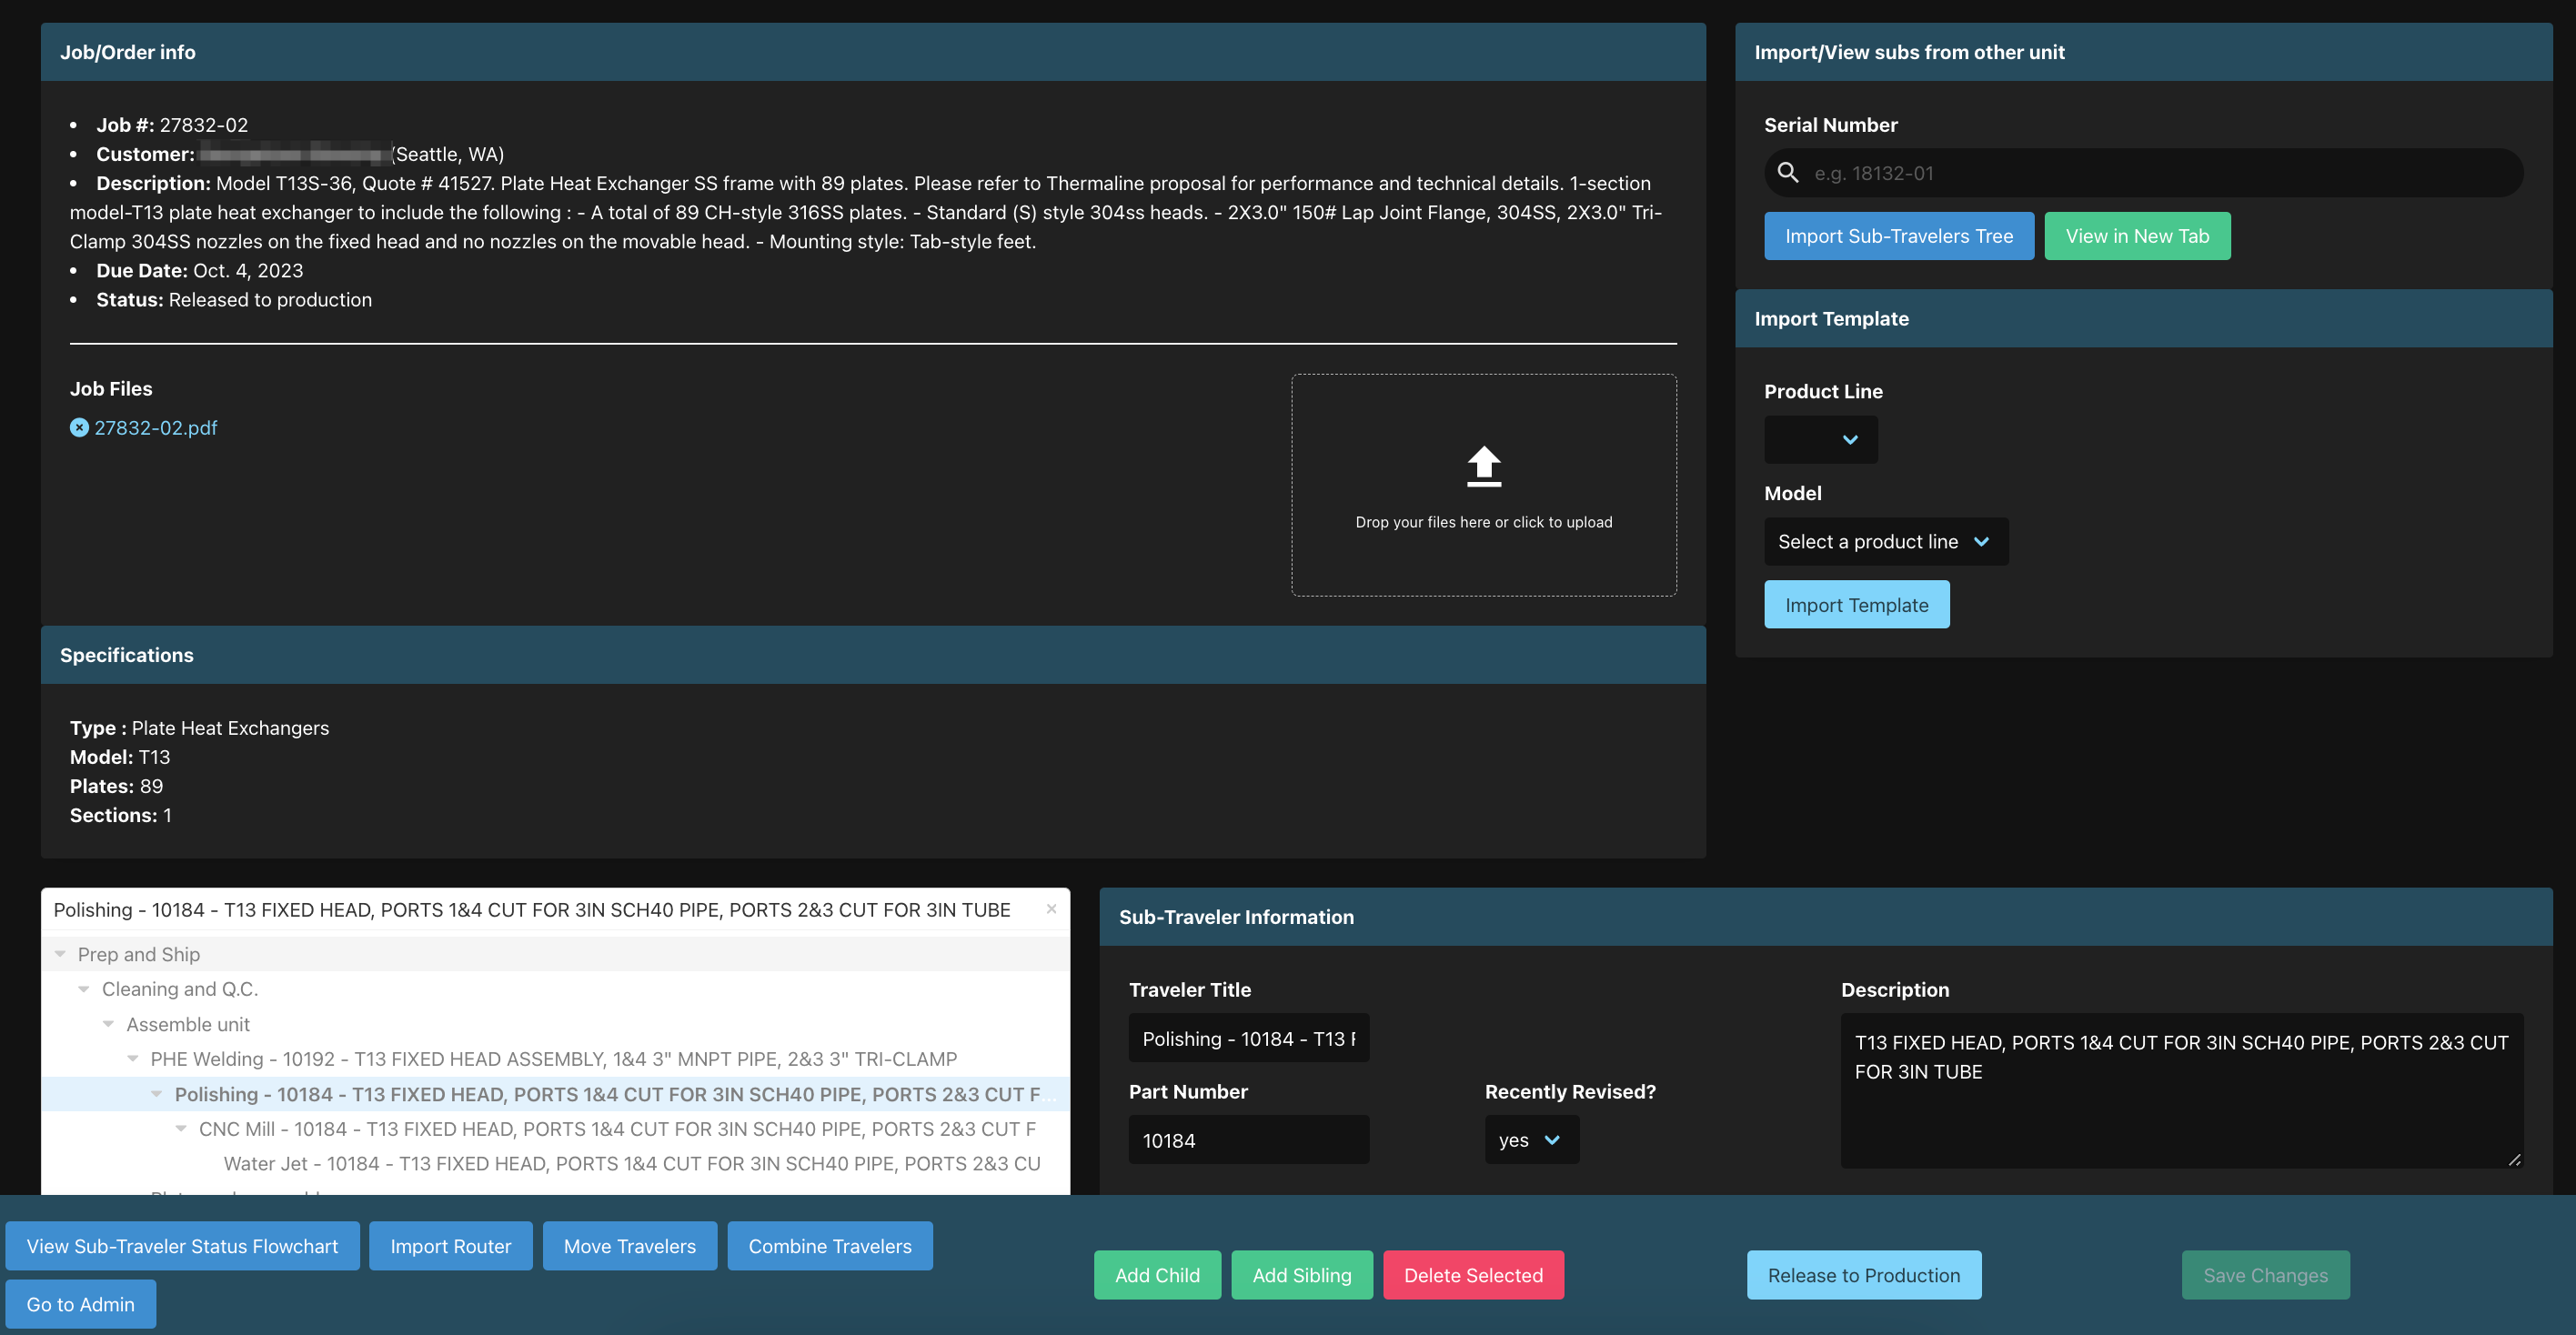 Job/Order info
Job #: 27832-02
Customer: (Seattle, WA)
Description: Model T13S-36, Quote # 41527. Plate Heat Exchanger SS frame with 89 plates. Please refer to Thermaline proposal for performance and technical details. 1-section
model-T13 plate heat exchanger to include the following : - A total of 89 CH-style 316SS plates. - Standard (S) style 304ss heads. - 2X3.0" 150# Lap Joint Flange, 304SS, 2X3.0" Tri-
Clamp 304SS nozzles on the fixed head and no nozzles on the movable head. - Mounting style: Tab-style feet.
Due Date: Oct. 4, 2023
Status: Released to production
Job Files
27832-02.pdf
Drop your files here or click to upload
Import/View subs from other unit
Serial Number
e.g. 18132-01
Import Sub-Travelers Tree
View in New Tab
Import Template
Product Line
Model
Select a product line
Import Template
Specifications
Type : Plate Heat Exchangers
Model: T13
Plates: 89
Sections: 1
Polishing - 10184 - T13 FIXED HEAD, PORTS 1&4 CUT FOR 3IN SCH40 PIPE, PORTS 2&3 CUT FOR 3IN TUBE
Prep and Ship
Cleaning and Q.C.
Assemble unit
PHE Welding - 10192 - T13 FIXED HEAD ASSEMBLY, 1&4 3" MNPT PIPE, 2&3 3" TRI-CLAMP
Polishing - 10184 - T13 FIXED HEAD, PORTS 1&4 CUT FOR 3IN SCH40 PIPE, PORTS 2&3 CUT F...
CNC Mill - 10184 - T13 FIXED HEAD, PORTS 1&4 CUT FOR 3IN SCH40 PIPE, PORTS 2&3 CUT F
Water Jet - 10184 - T13 FIXED HEAD, PORTS 1&4 CUT FOR 3IN SCH40 PIPE, PORTS 2&3 CU
Sub-Traveler Information
Traveler Title
Polishing - 10184 - T13 F
Part Number
10184
Recently Revised?
yes
Description
T13 FIXED HEAD, PORTS 1&4 CUT FOR 3IN SCH40 PIPE, PORTS 2&3 CUT
FOR 3IN TUBE
View Sub-Traveler Status Flowchart
Import Router
Move Travelers
Combine Travelers
Go to Admin
Add Child
Add Sibling
Delete Selected
Release to Production
Save Changes